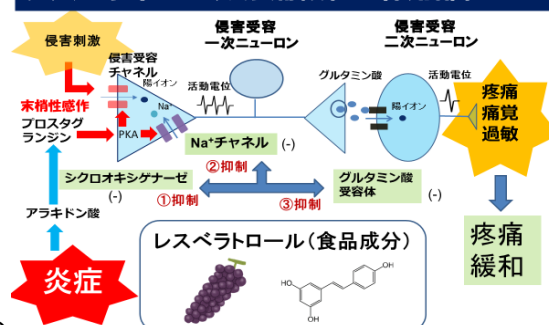 侵害刺激
侵害受容
チャネル
侵害受容
一次ニューロン
侵害受容
二次ニューロン
陽イオン
Na⁺
活動電位
グルタミン酸
陽イオン
活動電位
末梢性感作
プロスタグ
ランジン
PKA
疼痛
痛覚
過敏
Na⁺チャネル
(-)
シクロオキシゲナーゼ
(-)
②抑制
①抑制
③抑制
グルタミン酸
受容体
(-)
アラキドン酸
炎症
疼痛
緩和
レスベラトロール(食品成分)
HO
OH
OH